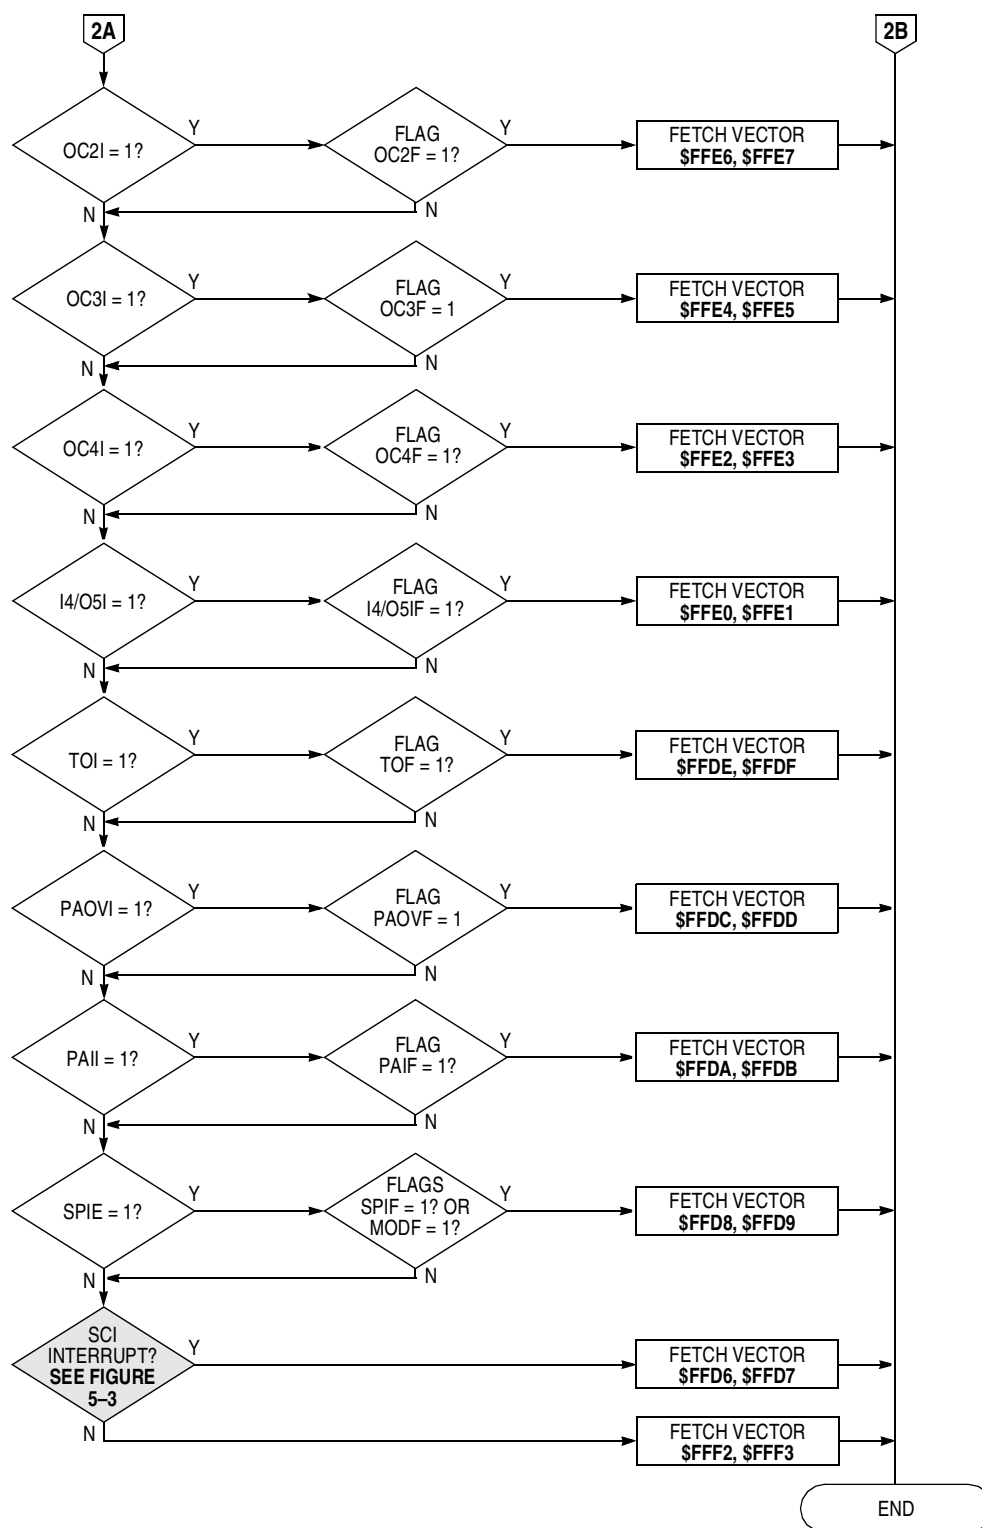 2A
2B
OC2I = 1?
Y
FLAG
OC2F = 1?
Y
FETCH VECTOR
$FFE6, $FFE7
N
N
OC3I = 1?
Y
FLAG
OC3F = 1
Y
FETCH VECTOR
$FFE4, $FFE5
N
N
OC4I = 1?
Y
FLAG
OC4F = 1?
Y
FETCH VECTOR
$FFE2, $FFE3
N
N
I4/O5I = 1?
Y
FLAG
I4/O5IF = 1?
Y
FETCH VECTOR
$FFE0, $FFE1
N
N
TOI = 1?
Y
FLAG
TOF = 1?
Y
FETCH VECTOR
$FFDE, $FFDF
N
N
PAOVI = 1?
Y
FLAG
PAOVF = 1
Y
FETCH VECTOR
$FFDC, $FFDD
N
N
PAII = 1?
Y
FLAG
PAIF = 1?
Y
FETCH VECTOR
$FFDA, $FFDB
N
N
SPIE = 1?
Y
FLAGS
SPIF = 1? OR
MODF = 1?
Y
FETCH VECTOR
$FFD8, $FFD9
N
N
SCI
INTERRUPT?
SEE FIGURE
5–3
Y
FETCH VECTOR
$FFD6, $FFD7
N
FETCH VECTOR
$FFF2, $FFF3
END